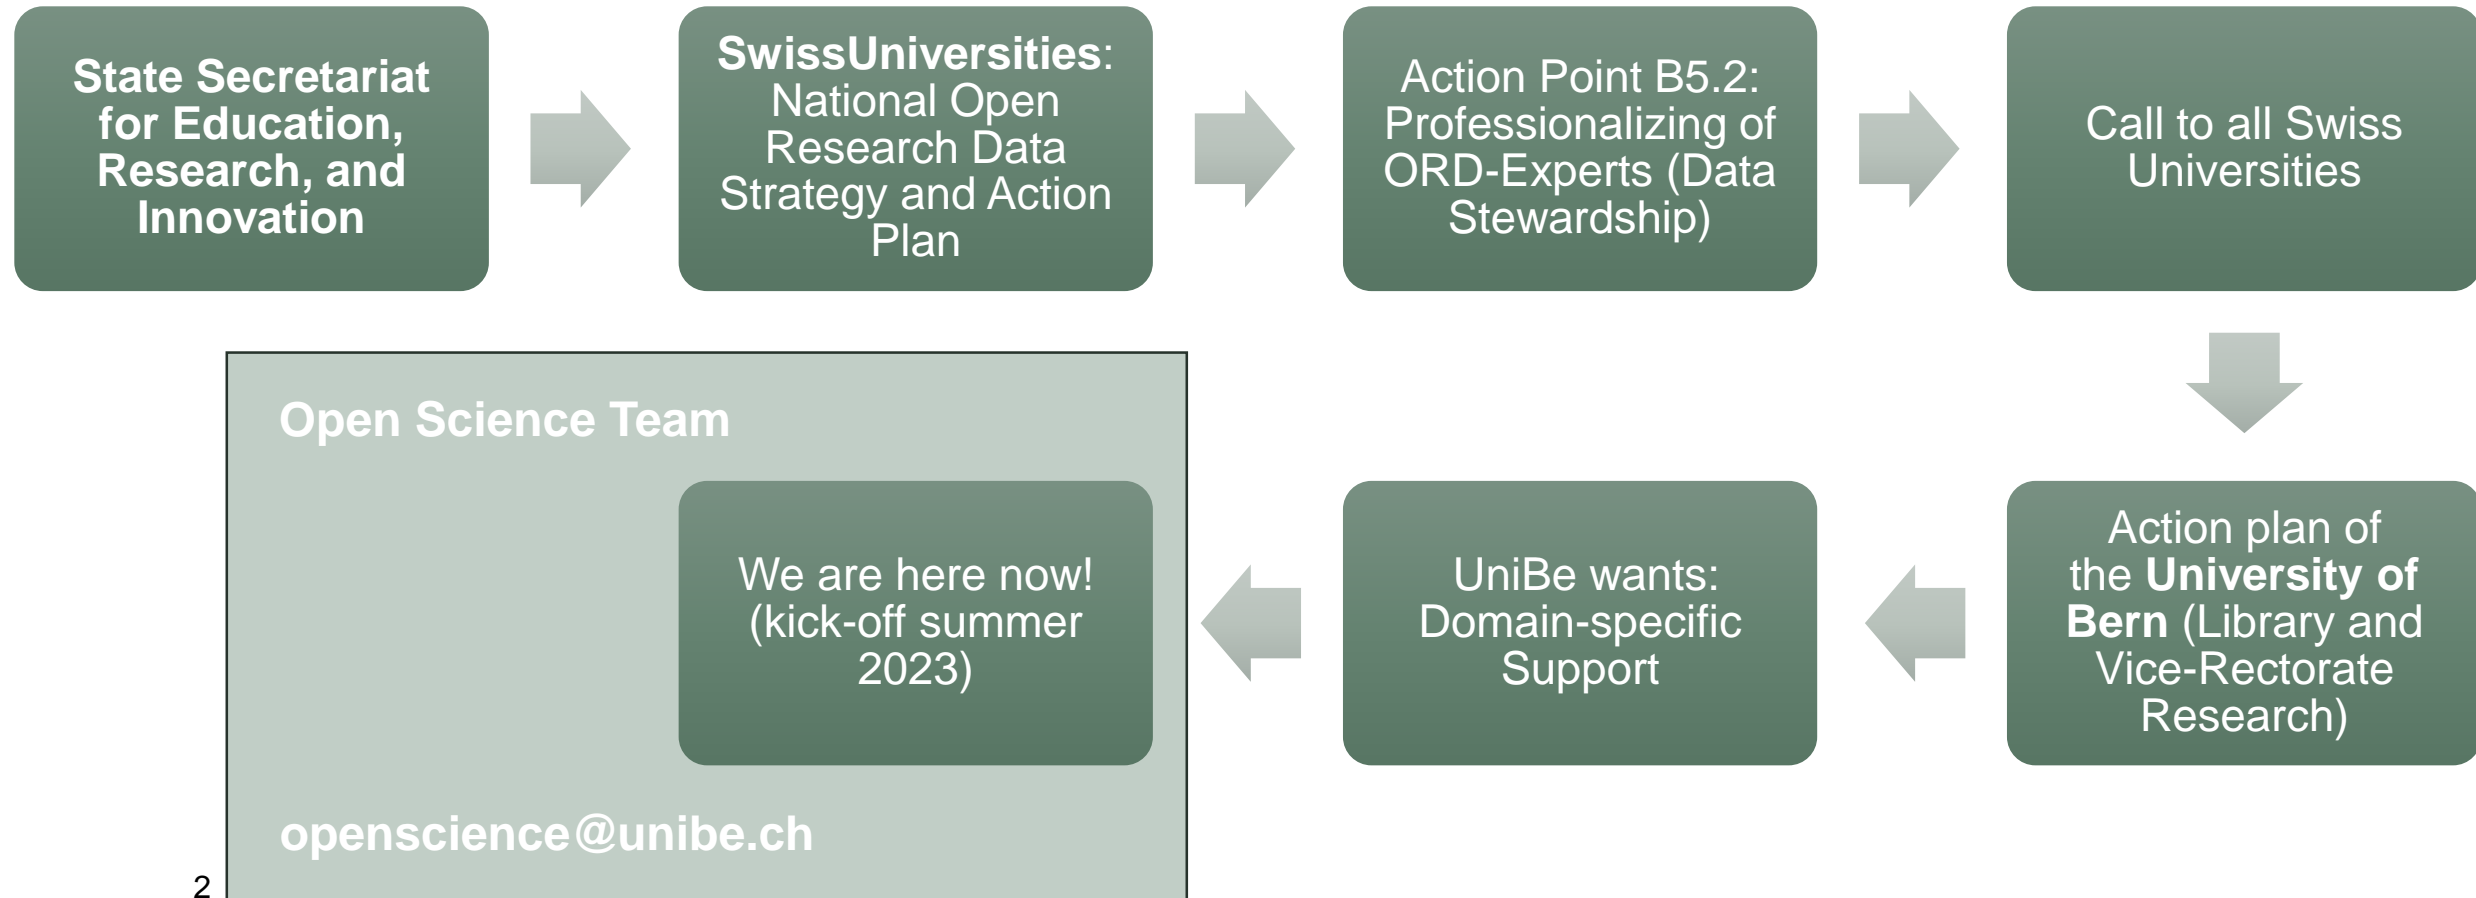 State Secretariat
for Education,
Research, and
Innovation
SwissUniversities:
National Open
Research Data
Strategy and Action
Plan
Action Point B5.2:
Professionalizing of
ORD-Experts (Data
Stewardship)
Call to all Swiss
Universities
Action plan of
the University of
Bern (Library and
Vice-Rectorate
Research)
UniBe wants:
Domain-specific
Support
Open Science Team
We are here now!
(kick-off summer
2023)
openscience@unibe.ch
2